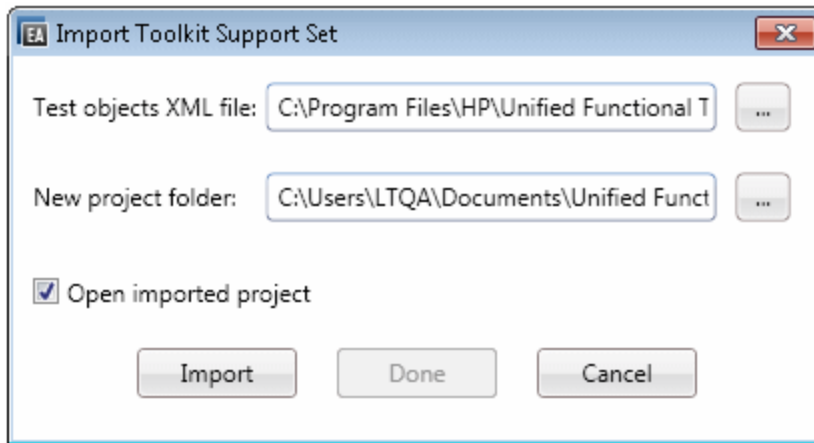 EA Import Toolkit Support Set
Test objects XML file: C:\Program Files\HP\Unified Functional T ...
New project folder: C:\Users\LTQA\Documents\Unified Funct ...
Open imported project
Import Done Cancel